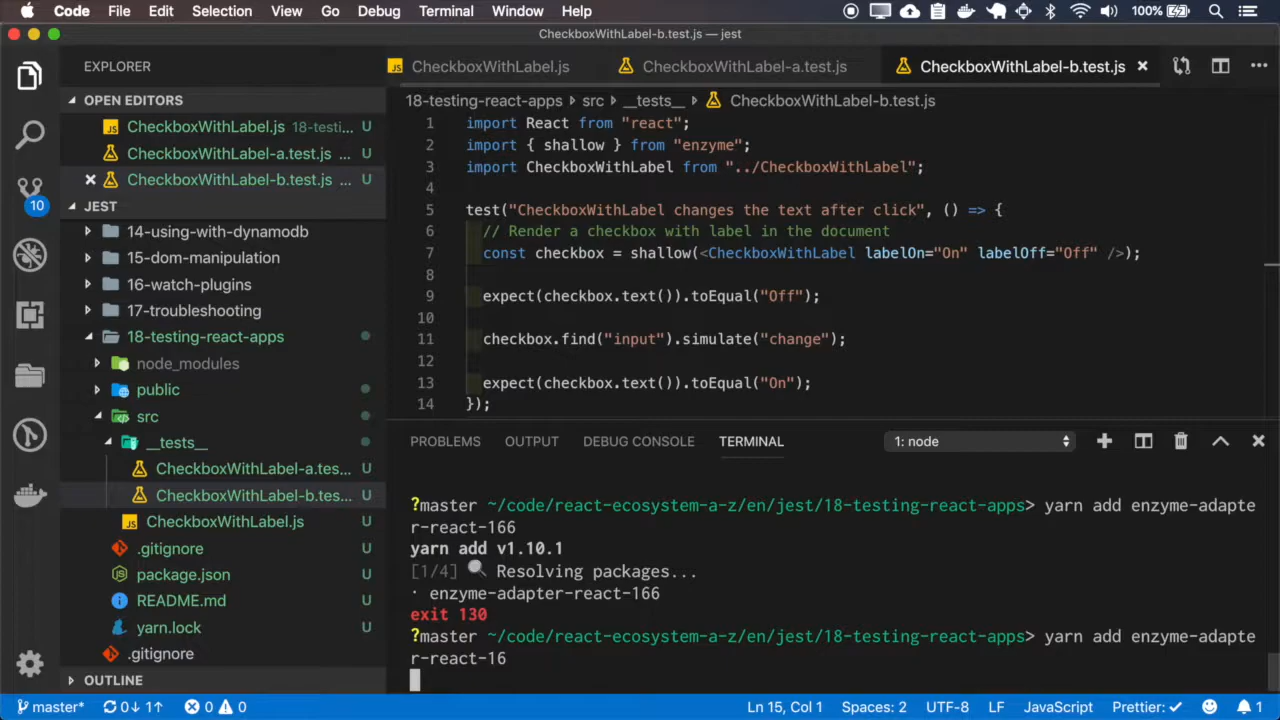 Code File Edit Selection View Go Debug Terminal Window Help 100%
CheckboxWithLabel-b.test.js — jest
EXPLORER
CheckboxWithLabel.js CheckboxWithLabel-a.test.js CheckboxWithLabel-b.test.js
OPEN EDITORS
CheckboxWithLabel.js 18-testi... U
CheckboxWithLabel-a.test.js ... U
CheckboxWithLabel-b.test.js ... U
JEST
14-using-with-dynamodb
15-dom-manipulation
16-watch-plugins
17-troubleshooting
18-testing-react-apps
node_modules
public
src
__tests__
CheckboxWithLabel-a.tes... U
CheckboxWithLabel-b.tes... U
CheckboxWithLabel.js U
.gitignore U
package.json U
README.md U
yarn.lock U
.gitignore
OUTLINE
10
18-testing-react-apps src __tests__ CheckboxWithLabel-b.test.js
1 import React from "react";
2 import { shallow } from "enzyme";
3 import CheckboxWithLabel from "../CheckboxWithLabel";
4
5 test("CheckboxWithLabel changes the text after click", () => {
6 // Render a checkbox with label in the document
7 const checkbox = shallow(<CheckboxWithLabel labelOn="On" labelOff="Off" />);
8
9 expect(checkbox.text()).toEqual("Off");
10
11 checkbox.find("input").simulate("change");
12
13 expect(checkbox.text()).toEqual("On");
14 });
PROBLEMS OUTPUT DEBUG CONSOLE TERMINAL 1: node
?master ~/code/react-ecosystem-a-z/en/jest/18-testing-react-apps> yarn add enzyme-adapte
r-react-166
yarn add v1.10.1
[1/4] Resolving packages...
· enzyme-adapter-react-166
exit 130
?master ~/code/react-ecosystem-a-z/en/jest/18-testing-react-apps> yarn add enzyme-adapte
r-react-16
master* 0↓ 1↑ 0 0 Ln 15, Col 1 Spaces: 2 UTF-8 LF JavaScript Prettier: ✓ 1